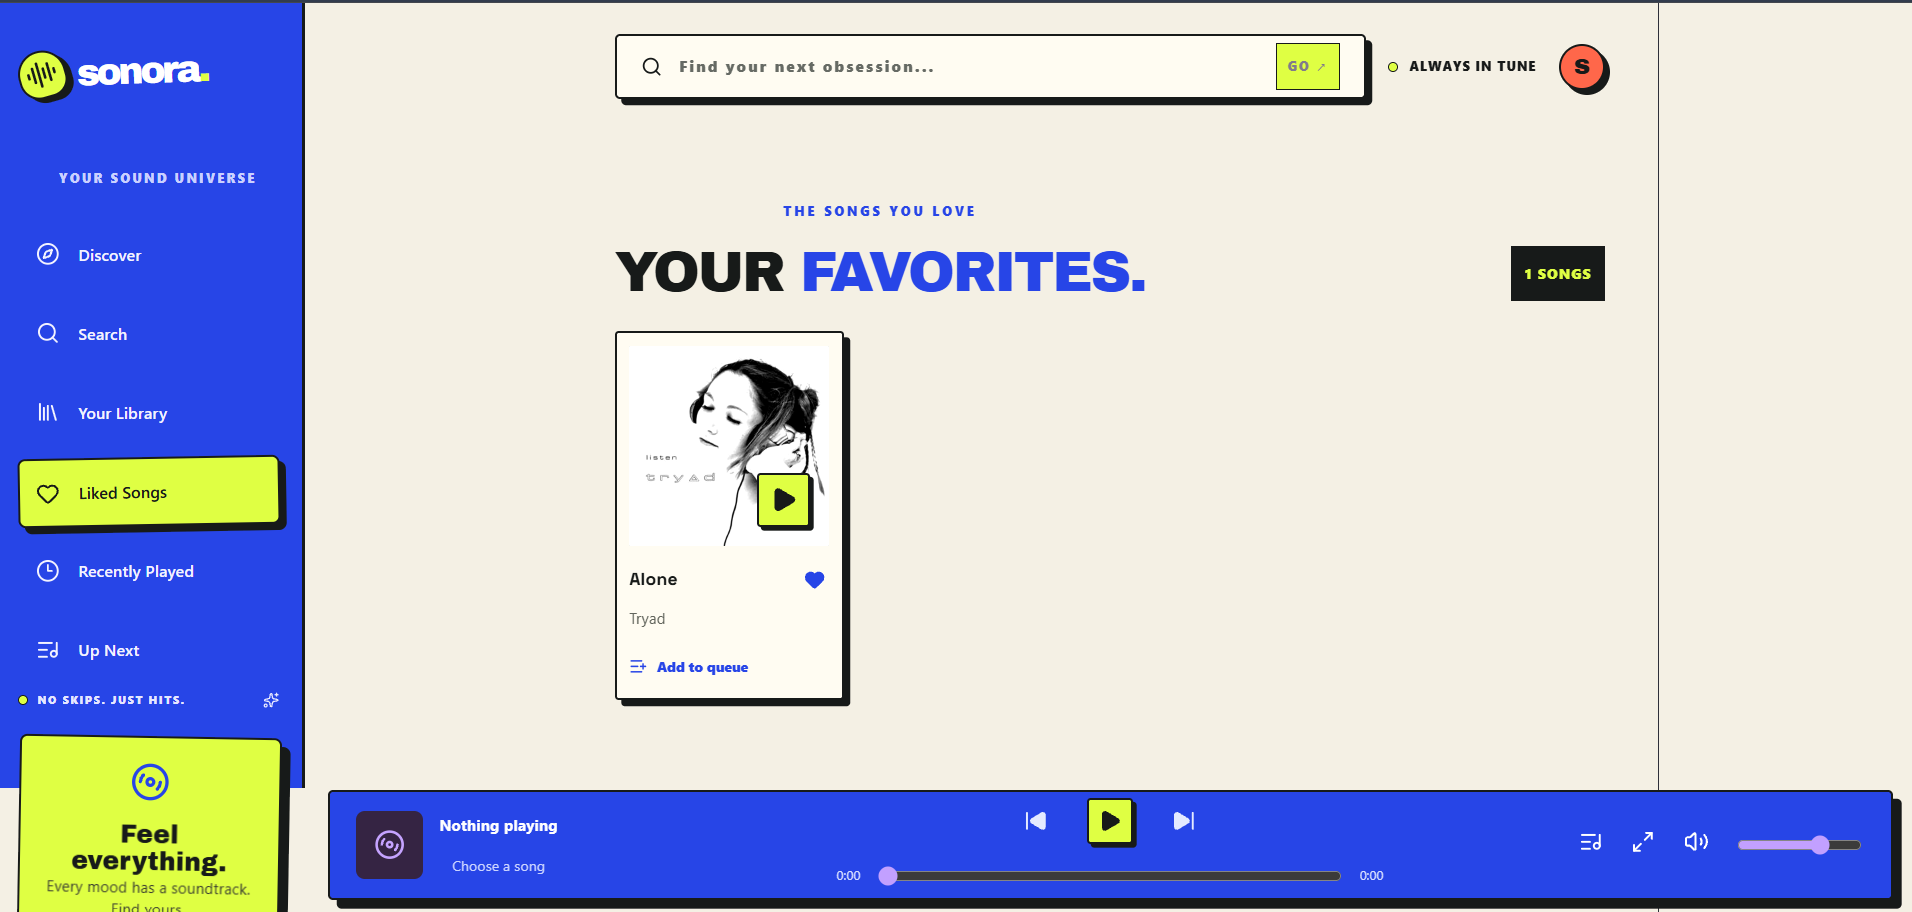 sonora.
YOUR SOUND UNIVERSE
Discover
Search
Your Library
Liked Songs
Recently Played
Up Next
NO SKIPS. JUST HITS.
Feel
everything.
Every mood has a soundtrack.
Find yours
Find your next obsession...
GO ↗
ALWAYS IN TUNE
S
THE SONGS YOU LOVE
YOUR FAVORITES.
1 SONGS
listen
tryad
Alone
Tryad
Add to queue
Nothing playing
Choose a song
0:00
0:00